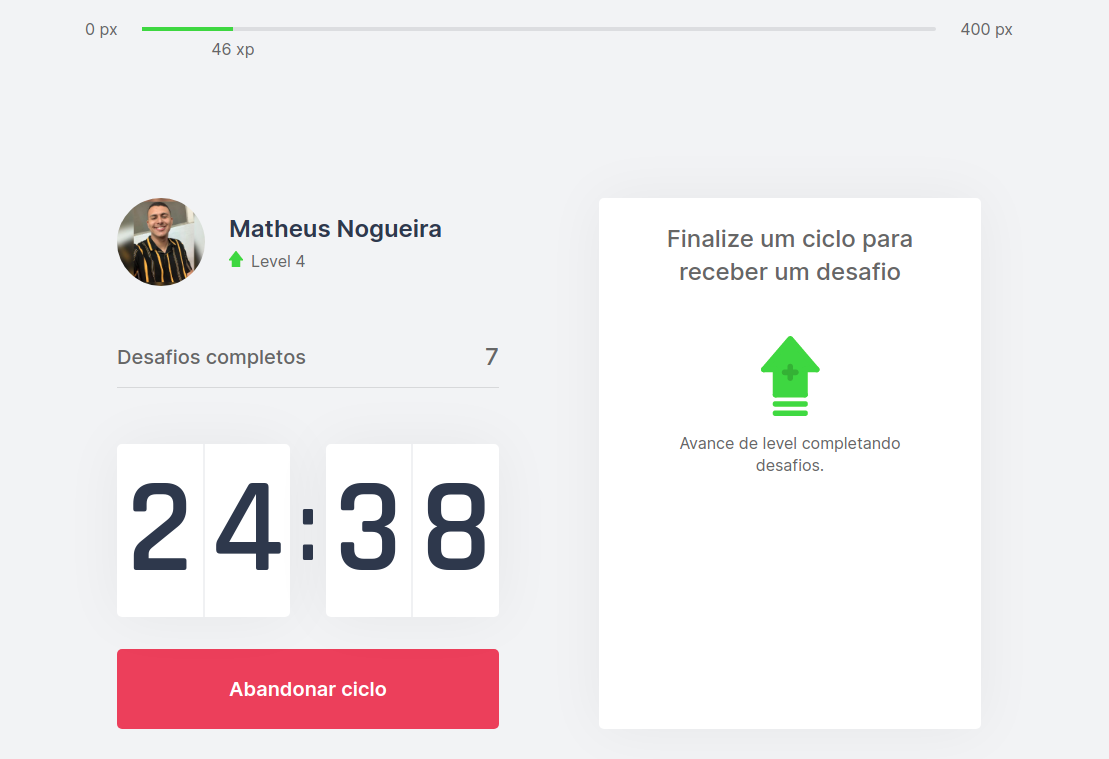 0 px
400 px
46 xp
Matheus Nogueira
Level 4
Desafios completos 7
24:38
Abandonar ciclo
Finalize um ciclo para
receber um desafio
Avance de level completando
desafios.